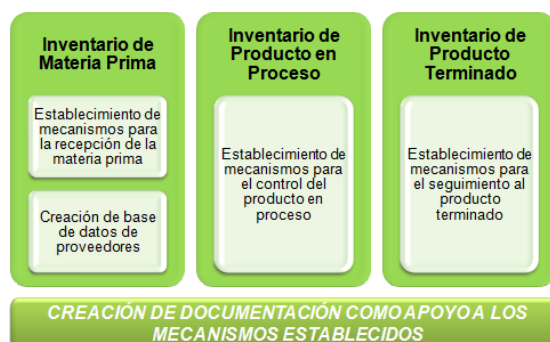 Inventario de
Materia Prima
Establecimiento de
mecanismos para
la recepción de la
materia prima
Creación de base
de datos de
proveedores
Inventario de
Producto en
Proceso
Establecimiento de
mecanismos para
el control del
producto en
proceso
Inventario de
Producto
Terminado
Establecimiento de
mecanismos para
el seguimiento al
producto
terminado
CREACIÓN DE DOCUMENTACIÓN COMO APOYO A LOS
MECANISMOS ESTABLECIDOS